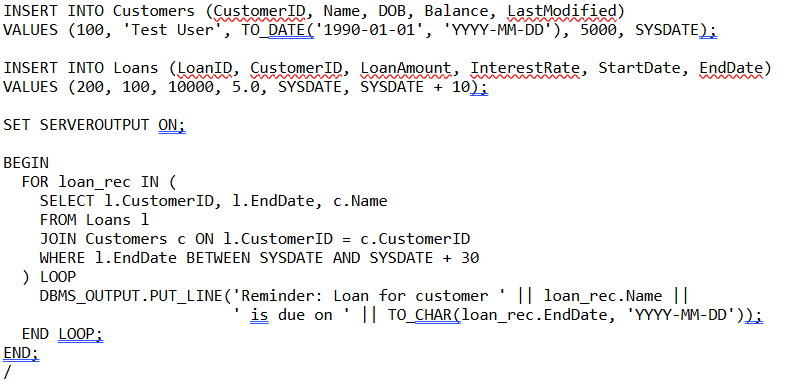 INSERT INTO Customers (CustomerID, Name, DOB, Balance, LastModified)
VALUES (100, 'Test User', TO_DATE('1990-01-01', 'YYYY-MM-DD'), 5000, SYSDATE);

INSERT INTO Loans (LoanID, CustomerID, LoanAmount, InterestRate, StartDate, EndDate)
VALUES (200, 100, 10000, 5.0, SYSDATE, SYSDATE + 10);

SET SERVEROUTPUT ON;

BEGIN
  FOR loan_rec IN (
    SELECT l.CustomerID, l.EndDate, c.Name
    FROM Loans l
    JOIN Customers c ON l.CustomerID = c.CustomerID
    WHERE l.EndDate BETWEEN SYSDATE AND SYSDATE + 30
  ) LOOP
    DBMS_OUTPUT.PUT_LINE('Reminder: Loan for customer ' || loan_rec.Name ||
                         ' is due on ' || TO_CHAR(loan_rec.EndDate, 'YYYY-MM-DD'));
  END LOOP;
END;
/